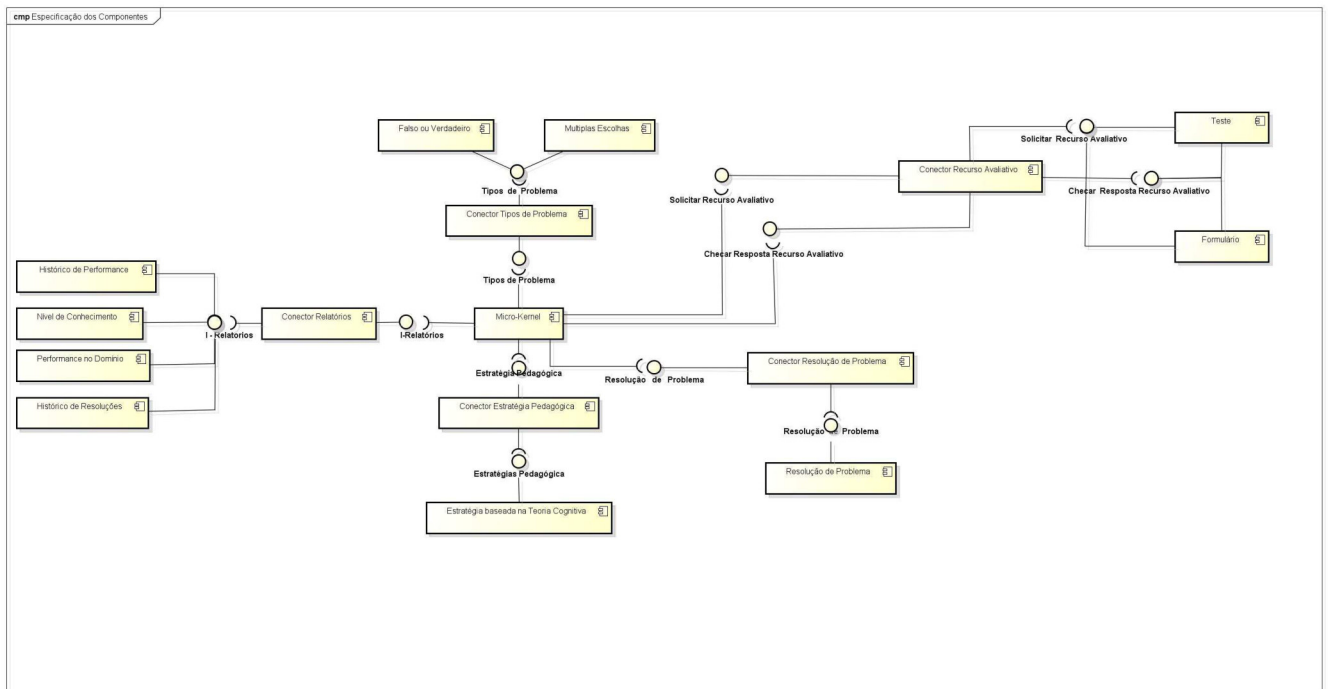 cmp Especificação dos Componentes
Falso ou Verdadeiro
Multiplas Escolhas
Teste
Solicitar Recurso Avaliativo
Tipos de Problema
Conector Recurso Avaliativo
Checar Resposta Recurso Avaliativo
Solicitar Recurso Avaliativo
Conector Tipos de Problema
Formulário
Checar Resposta Recurso Avaliativo
Histórico de Performance
Tipos de Problema
Nível de Conhecimento
Conector Relatórios
Micro-Kernel
I - Relatórios
I-Relatórios
Performance no Domínio
Conector Resolução de Problema
Estratégia Pedagógica
Resolução de Problema
Histórico de Resoluções
Conector Estratégia Pedagógica
Resolução de Problema
Estratégias Pedagógica
Resolução de Problema
Estratégia baseada na Teoria Cognitiva